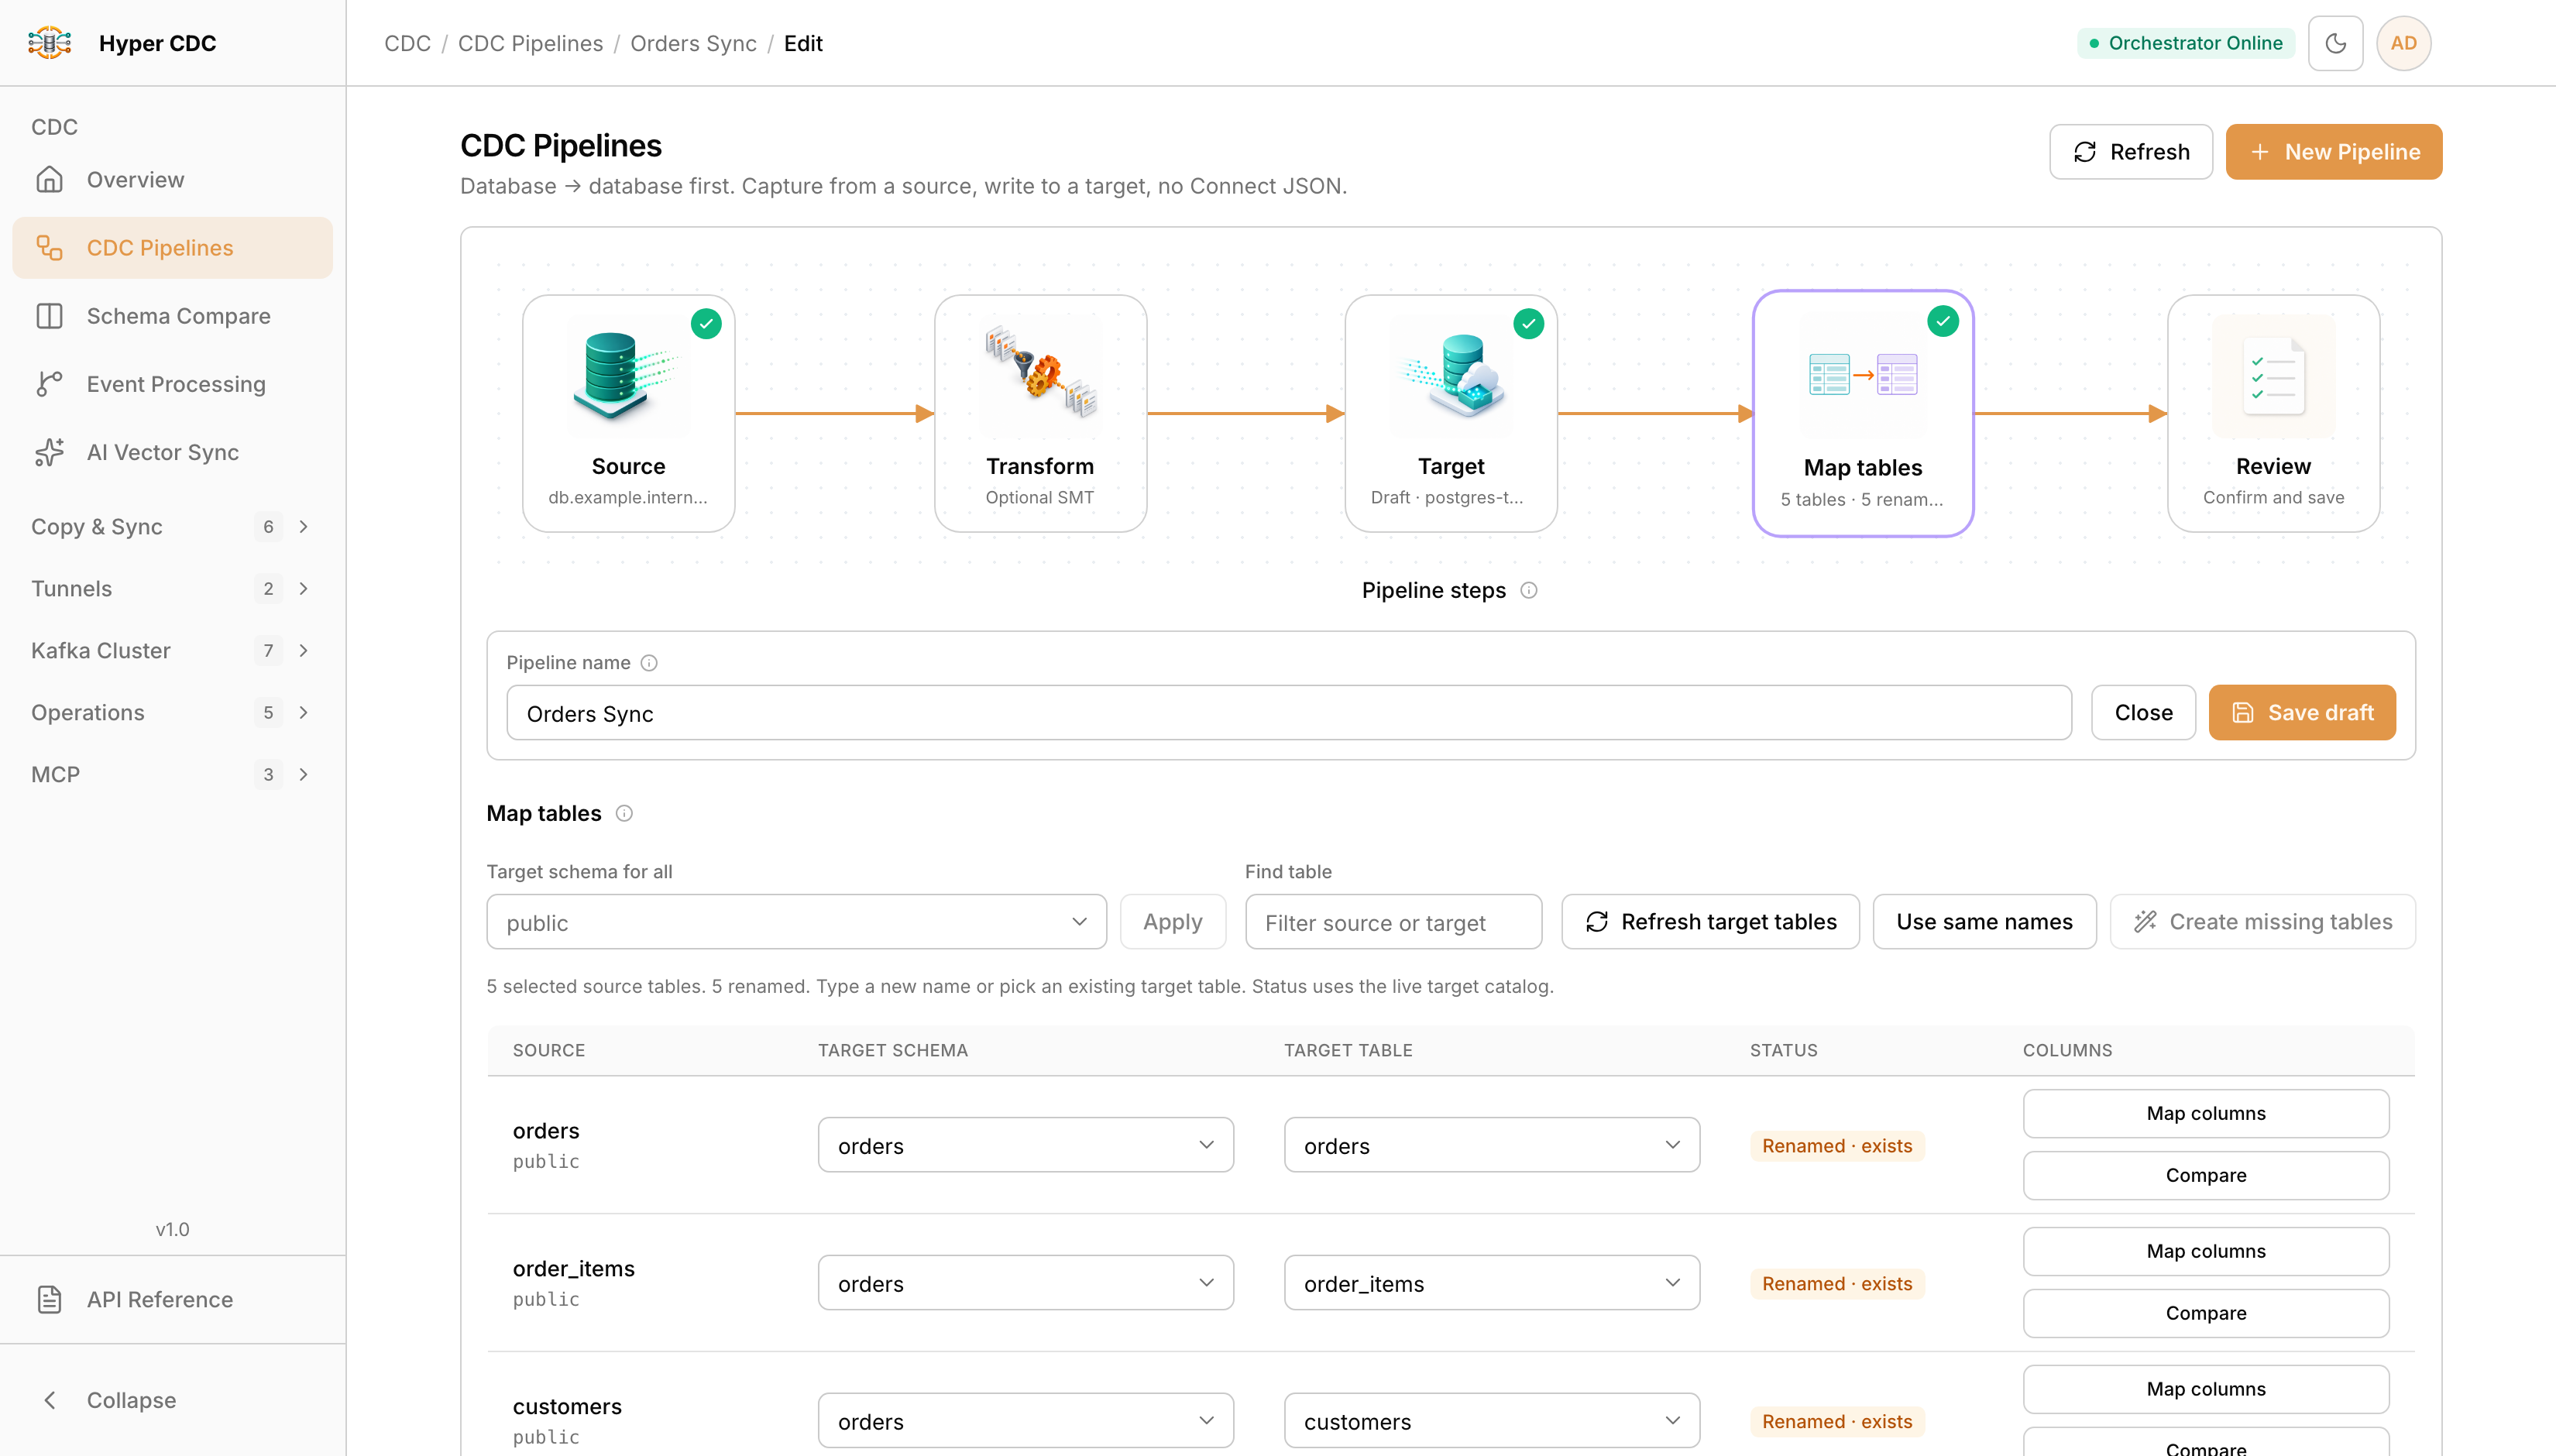 Hyper CDC
CDC / CDC Pipelines / Orders Sync / Edit
Orchestrator Online
AD
CDC
Overview
CDC Pipelines
Schema Compare
Event Processing
AI Vector Sync
Copy & Sync 6
Tunnels 2
Kafka Cluster 7
Operations 5
MCP 3
v1.0
API Reference
Collapse
CDC Pipelines
Database → database first. Capture from a source, write to a target, no Connect JSON.
Refresh
New Pipeline
Source
db.example.intern...
Transform
Optional SMT
Target
Draft · postgres-t...
Map tables
5 tables · 5 renam...
Review
Confirm and save
Pipeline steps
Pipeline name
Orders Sync
Close
Save draft
Map tables
Target schema for all
public
Apply
Find table
Filter source or target
Refresh target tables
Use same names
Create missing tables
5 selected source tables. 5 renamed. Type a new name or pick an existing target table. Status uses the live target catalog.
SOURCE TARGET SCHEMA TARGET TABLE STATUS COLUMNS
orders
public
orders
orders
Renamed · exists
Map columns
Compare
order_items
public
orders
order_items
Renamed · exists
Map columns
Compare
customers
public
orders
customers
Renamed · exists
Map columns
Compare